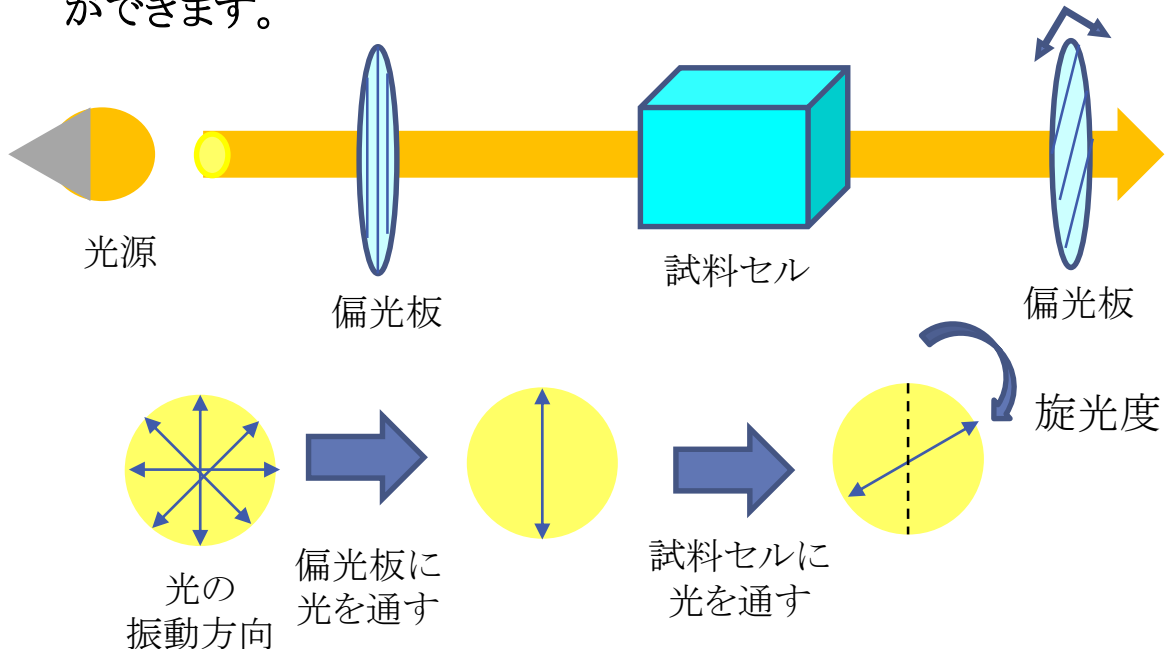 ができます。
光源
偏光板
試料セル
偏光板
旋光度
光の
振動方向
偏光板に
光を通す
試料セルに
光を通す